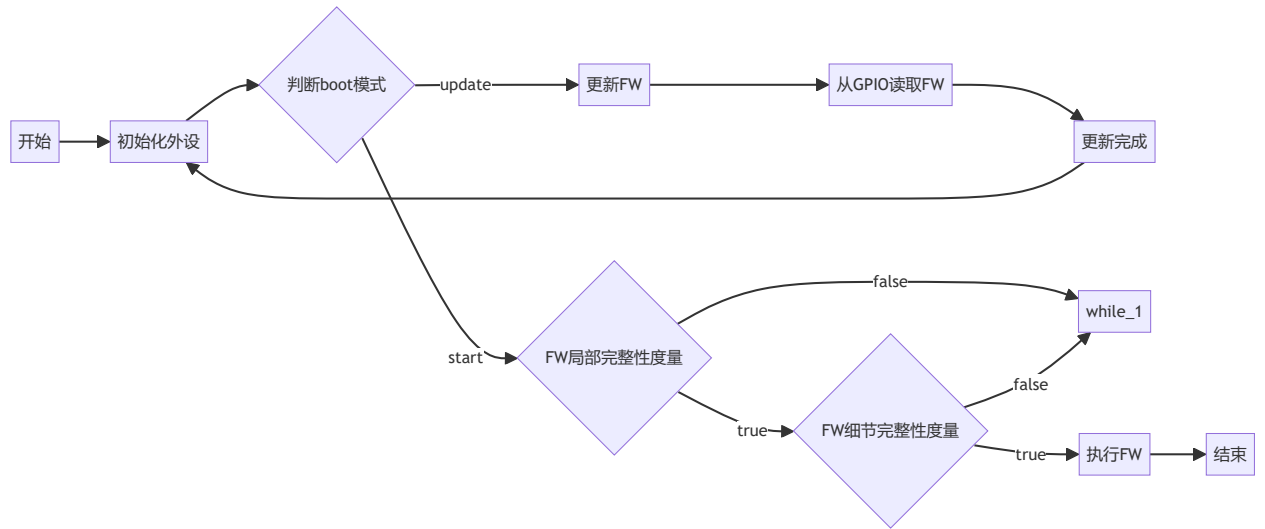 开始
初始化外设
判断boot模式
update
更新FW
从GPIO读取FW
更新完成
start
FW局部完整性度量
false
while_1
true
FW细节完整性度量
false
true
执行FW
结束